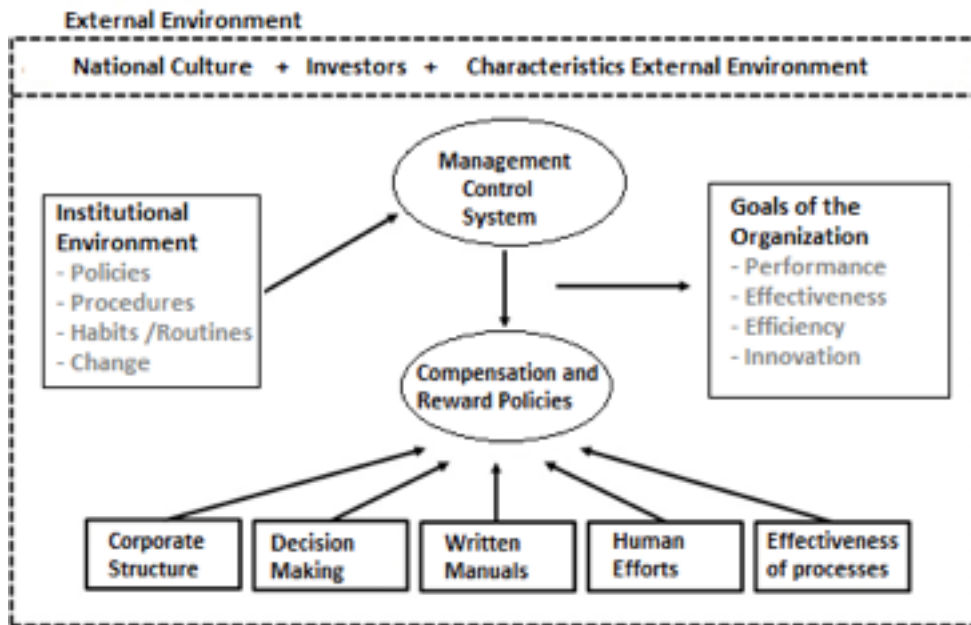 External Environment
National Culture + Investors + Characteristics External Environment
Management
Control
System
Institutional
Environment
- Policies
- Procedures
- Habits /Routines
- Change
Goals of the
Organization
- Performance
- Effectiveness
- Efficiency
- Innovation
Compensation and
Reward Policies
Corporate
Structure
Decision
Making
Written
Manuals
Human
Efforts
Effectiveness
of processes